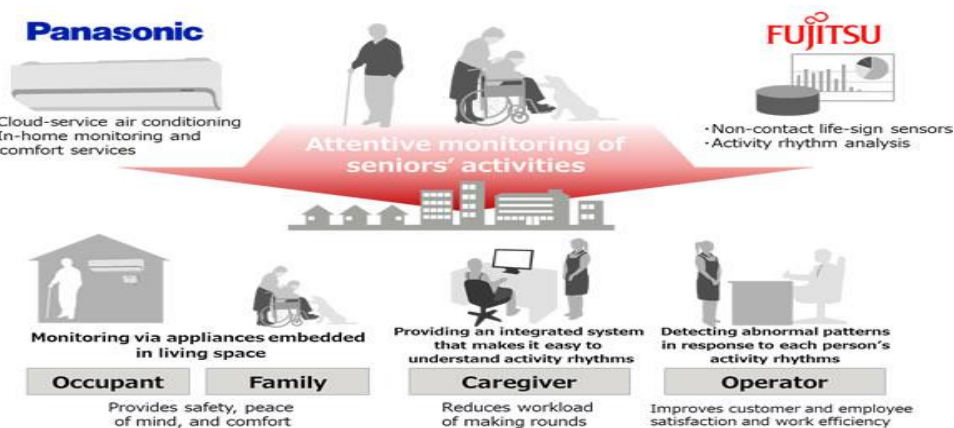 Panasonic
FUJITSU
Cloud-service air conditioning
In-home monitoring and
comfort services
・Non-contact life-sign sensors
・Activity rhythm analysis
Attentive monitoring of
seniors' activities
Monitoring via appliances embedded
in living space
Providing an integrated system
that makes it easy to
understand activity rhythms
Detecting abnormal patterns
in response to each person's
activity rhythms
Occupant
Family
Caregiver
Operator
Provides safety, peace
of mind, and comfort
Reduces workload
of making rounds
Improves customer and employee
satisfaction and work efficiency